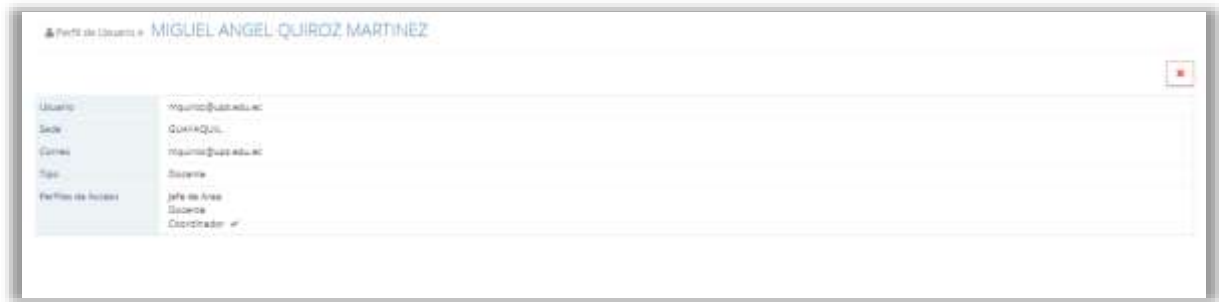 Perfil de Usuario » MIGUEL ANGEL QUIROZ MARTINEZ
Usuario mquiroz@ups.edu.ec
Sede GUAYAQUIL
Correo mquiroz@ups.edu.ec
Tipo Docente
Perfiles de Acceso Jefe de Area
Docente
Coordinador ✔